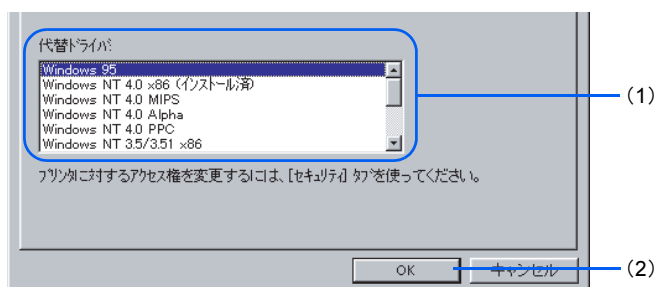 代替ドライバ:
Windows 95
Windows NT 4.0 x86 (インストール済)
Windows NT 4.0 MIPS
Windows NT 4.0 Alpha
Windows NT 4.0 PPC
Windows NT 3.5/3.51 x86
(1)
プリンタに対するアクセス権を変更するには、[セキュリティ] タブを使ってください。
OK
キャンセル
(2)